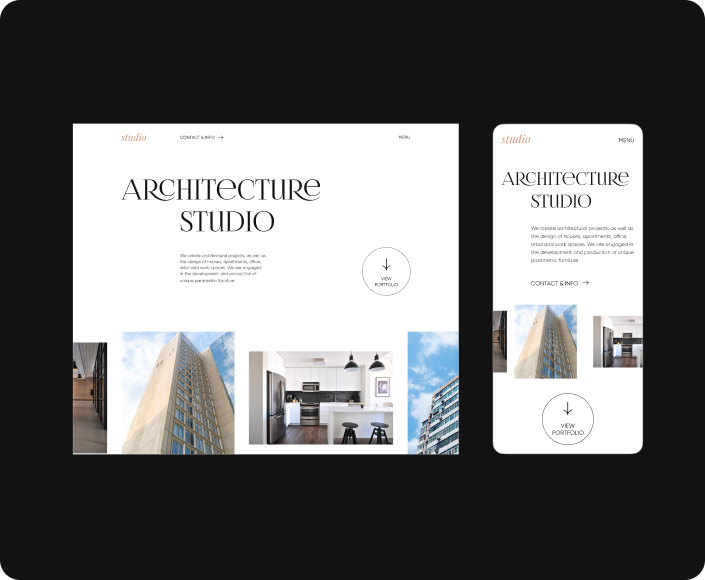 studio
CONTACT & INFO
MENU
ARCHITECTURE
STUDIO
We create architectural projects, as well as
the design of houses, apartments, office,
retail and work spaces. We are engaged
in the development and production of
unique parametric furniture
VIEW
PORTFOLIO
studio
MENU
ARCHITECTURE
STUDIO
We create architectural projects, as well as
the design of houses, apartments, office,
retail and work spaces. We are engaged in
the development and production of unique
parametric furniture
CONTACT & INFO
VIEW
PORTFOLIO